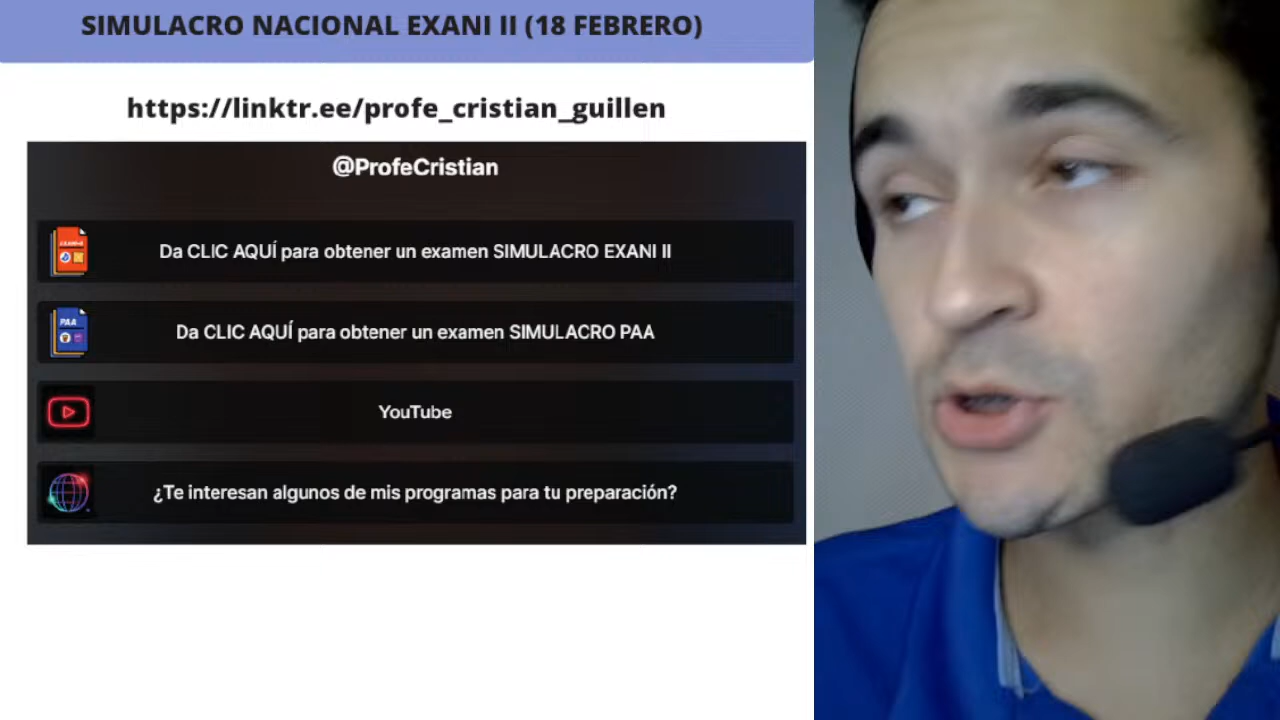 SIMULACRO NACIONAL EXANI II (18 FEBRERO)
https://linktr.ee/profe_cristian_guillen
@ProfeCristian
Da CLIC AQUÍ para obtener un examen SIMULACRO EXANI II
PAA
Da CLIC AQUÍ para obtener un examen SIMULACRO PAA
YouTube
¿Te interesan algunos de mis programas para tu preparación?